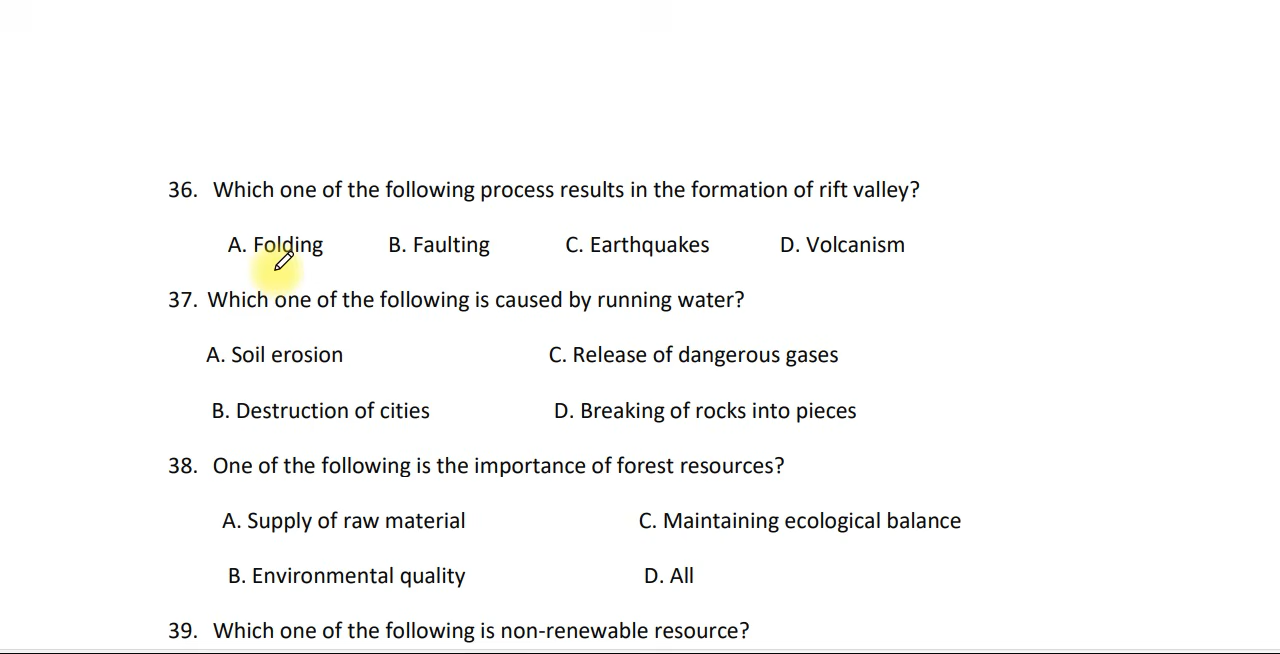 36. Which one of the following process results in the formation of rift valley?
A. Folding B. Faulting C. Earthquakes D. Volcanism
37. Which one of the following is caused by running water?
A. Soil erosion C. Release of dangerous gases
B. Destruction of cities D. Breaking of rocks into pieces
38. One of the following is the importance of forest resources?
A. Supply of raw material C. Maintaining ecological balance
B. Environmental quality D. All
39. Which one of the following is non-renewable resource?